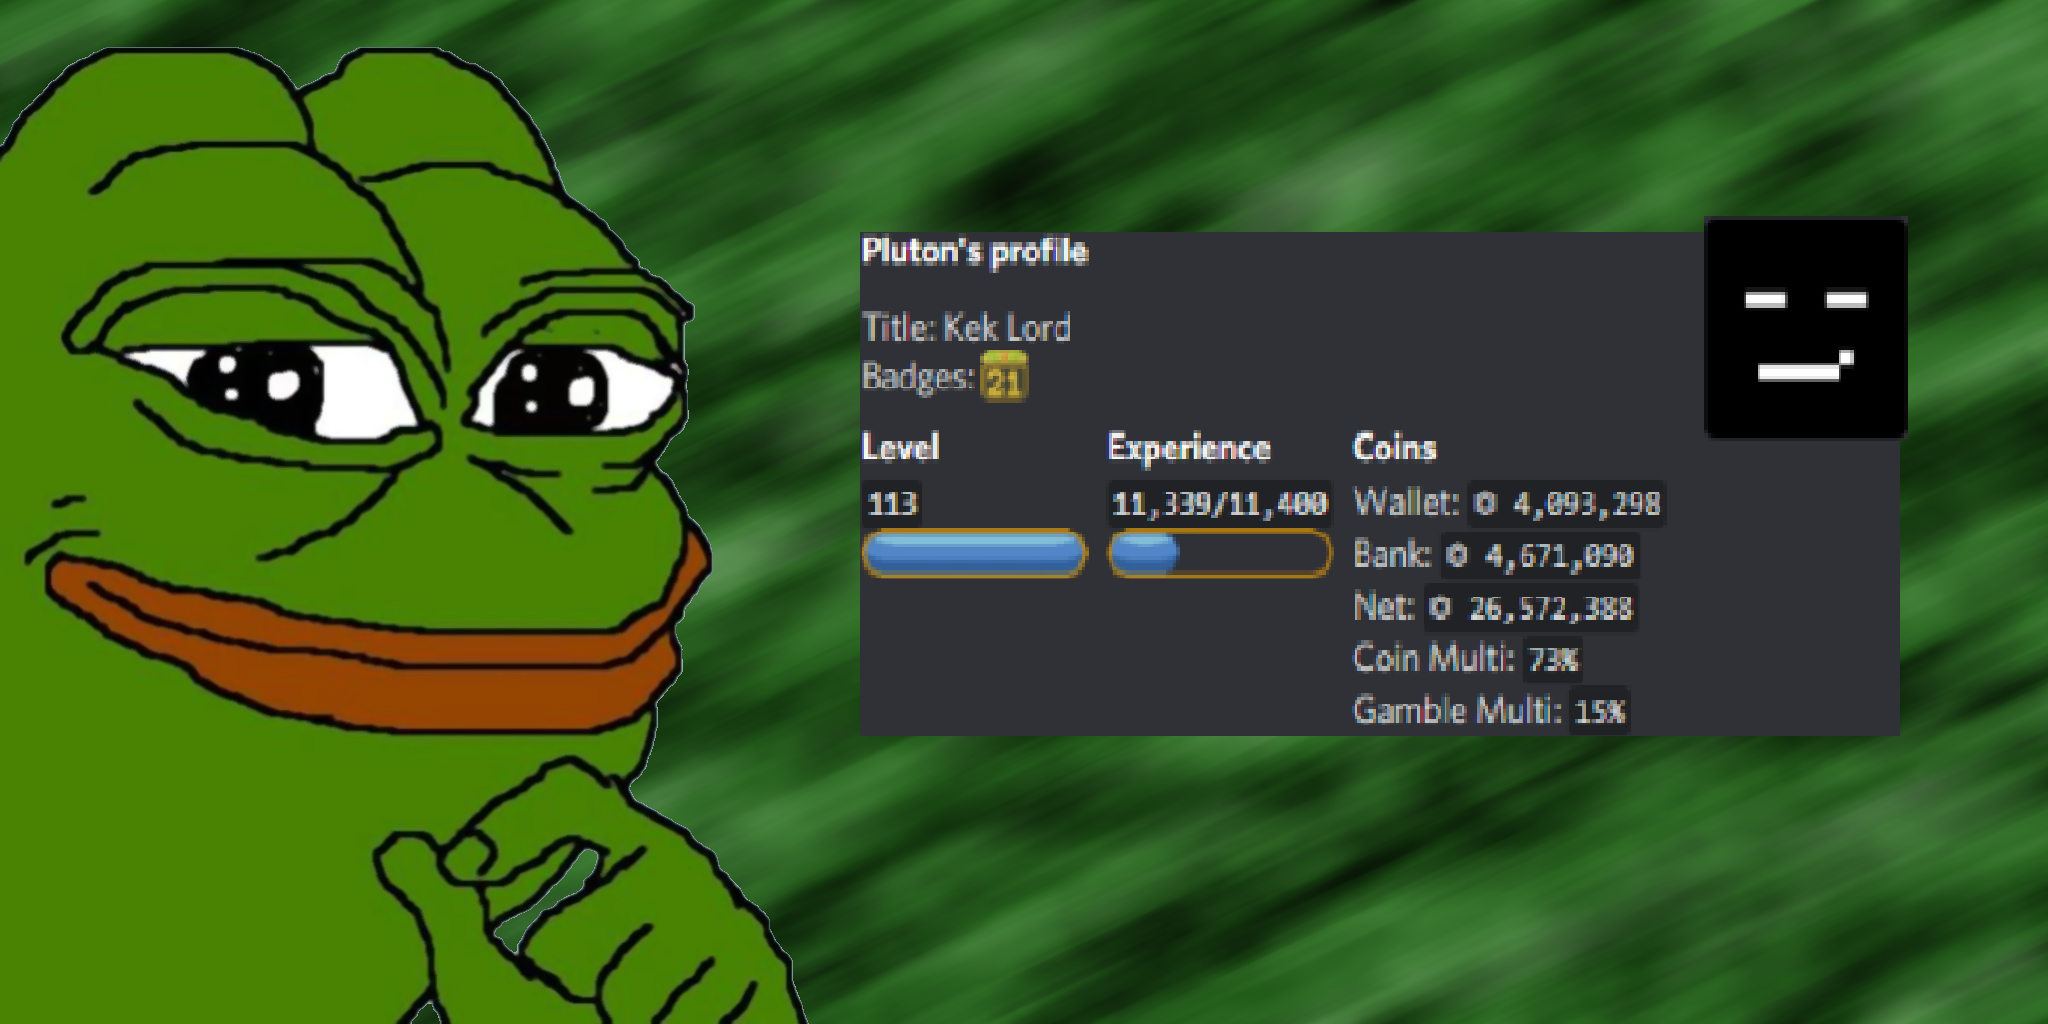 Pluton's profile
Title: Kek Lord
Badges: 21
Level Experience Coins
113 11,339/11,400 Wallet: 4,093,298
Bank: 4,671,090
Net: 26,572,388
Coin Multi: 73%
Gamble Multi: 15%